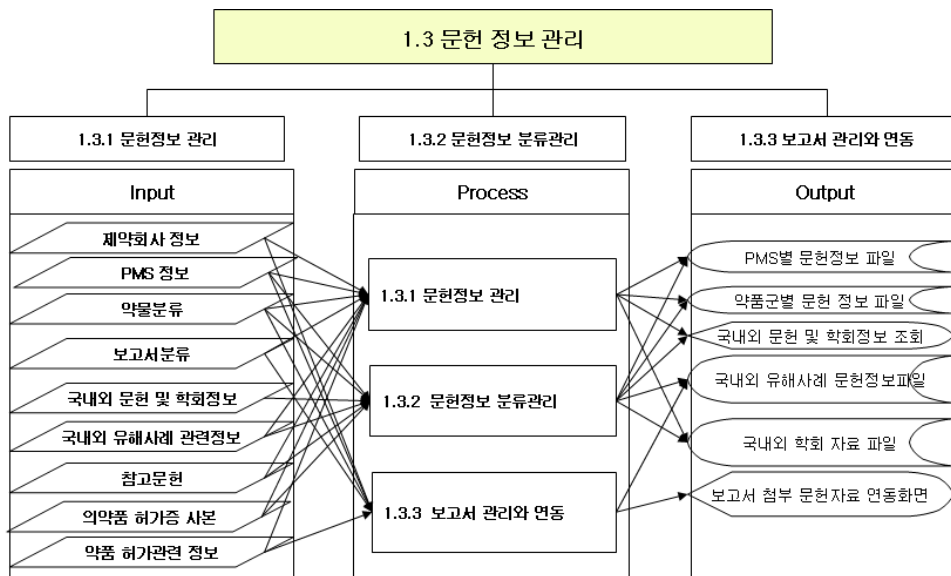 1.3 문헌 정보 관리
1.3.1 문헌정보 관리
1.3.2 문헌정보 분류관리
1.3.3 보고서 관리와 연동
Input
Process
Output
제약회사 정보
PMS 정보
약물분류
보고서분류
국내외 문헌 및 학회정보
국내외 유해사례 관련정보
참고문헌
의약품 허가증 사본
약품 허가관련 정보
1.3.1 문헌정보 관리
1.3.2 문헌정보 분류관리
1.3.3 보고서 관리와 연동
PMS별 문헌정보 파일
약품군별 문헌 정보 파일
국내외 문헌 및 학회정보 조회
국내외 유해사례 문헌정보파일
국내외 학회 자료 파일
보고서 첨부 문헌자료 연동화면